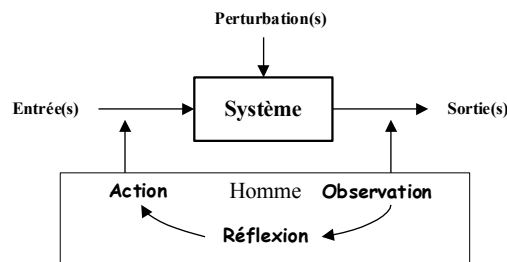 Perturbation(s)
Entrée(s) Système Sortie(s)
Action Homme Observation
Réflexion